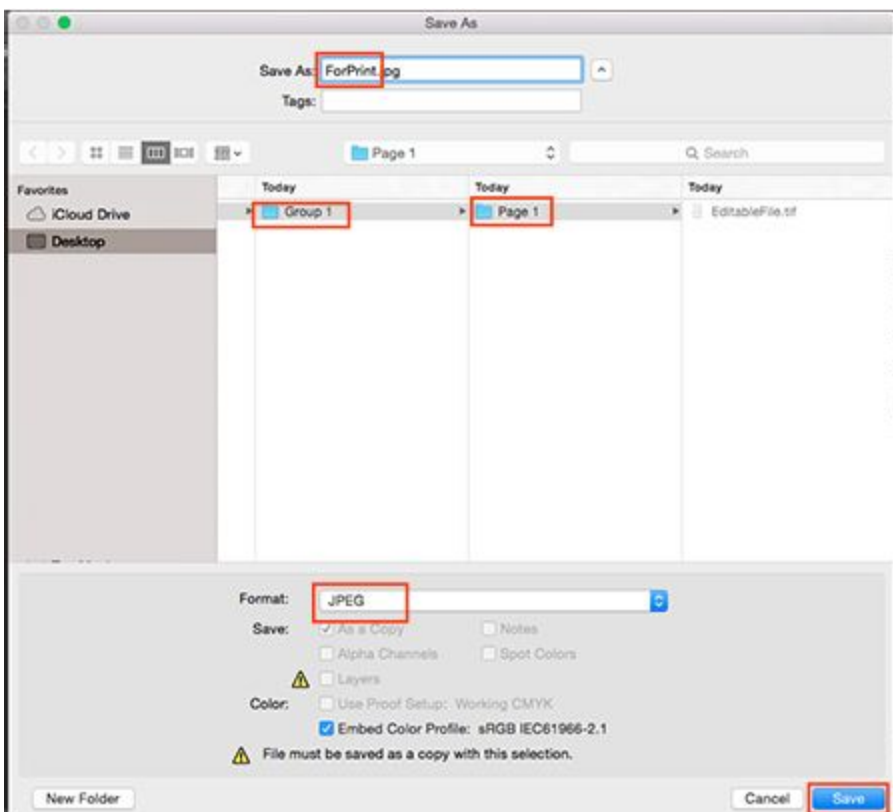 Save As
Save As: ForPrint.jpg
Tags:
Page 1
Search
Favorites
iCloud Drive
Desktop
Today
Group 1
Today
Page 1
Today
EditableFile.tif
Format: JPEG
Save: As a Copy Notes
Alpha Channels Spot Colors
Layers
Color: Use Proof Setup: Working CMYK
Embed Color Profile: sRGB IEC61966-2.1
File must be saved as a copy with this selection.
New Folder Cancel Save